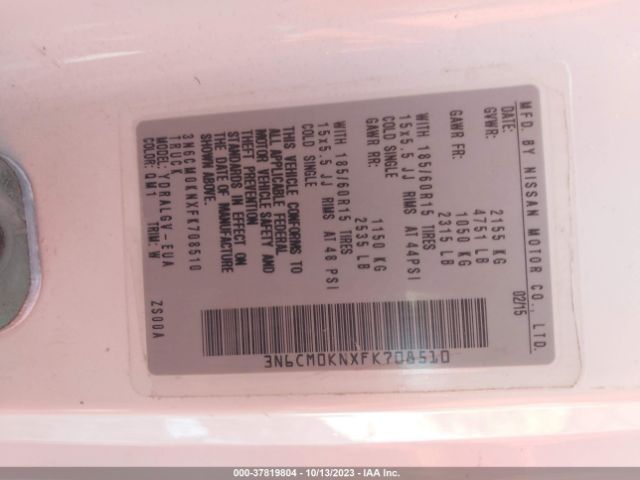 MFD. BY NISSAN MOTOR CO., LTD.
DATE: 02/15
GVWR: 2155 KG
4751 LB
GAWR FR: 1050 KG
2315 LB
WITH 185/60R15 TIRES
15x5.5 JJ RIMS AT 44PSI
COLD SINGLE
GAWR RR: 1150 KG
2535 LB
WITH 185/60R15 TIRES
15x5.5 JJ RIMS AT 48 PSI
COLD SINGLE
THIS VEHICLE CONFORMS TO
ALL APPLICABLE FEDERAL
MOTOR VEHICLE SAFETY AND
THEFT PREVENTION
STANDARDS IN EFFECT ON
THE DATE OF MANUFACTURE
SHOWN ABOVE.
3N6CM0KNXFK708510
TRUCK
MODEL: YDRALGV-EUA
COLOR: QM1 TRIM: W
ZS00A
3N6CM0KNXFK708510
000-37819804 - 10/13/2023 - IAA Inc.